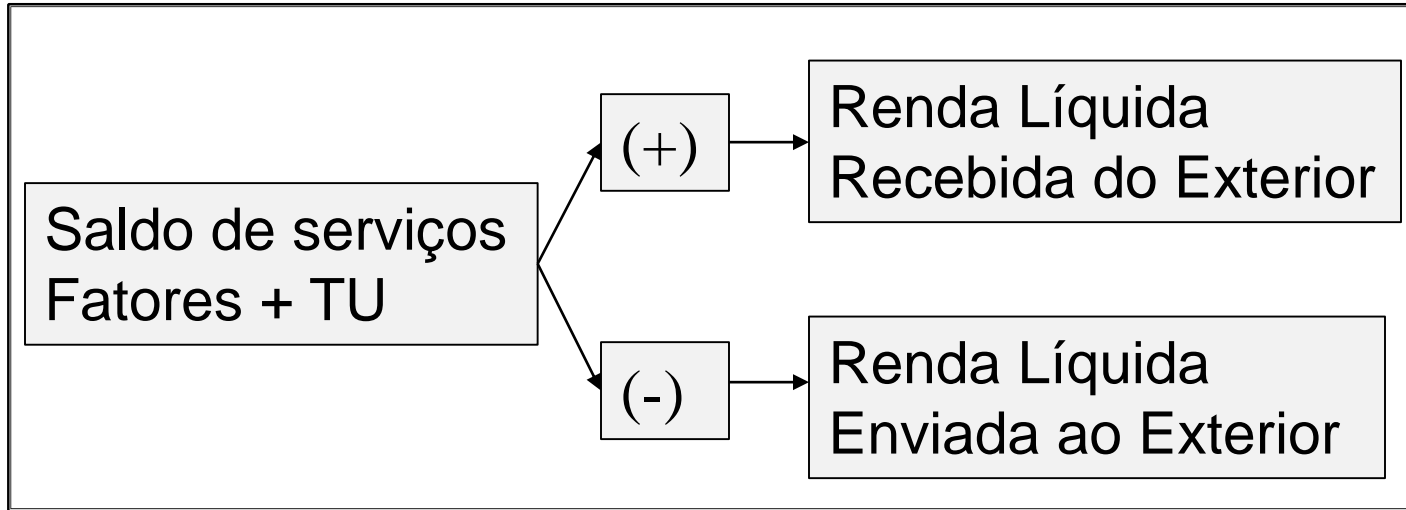 Saldo de serviços
Fatores + TU
(+)
Renda Líquida
Recebida do Exterior
(-)
Renda Líquida
Enviada ao Exterior